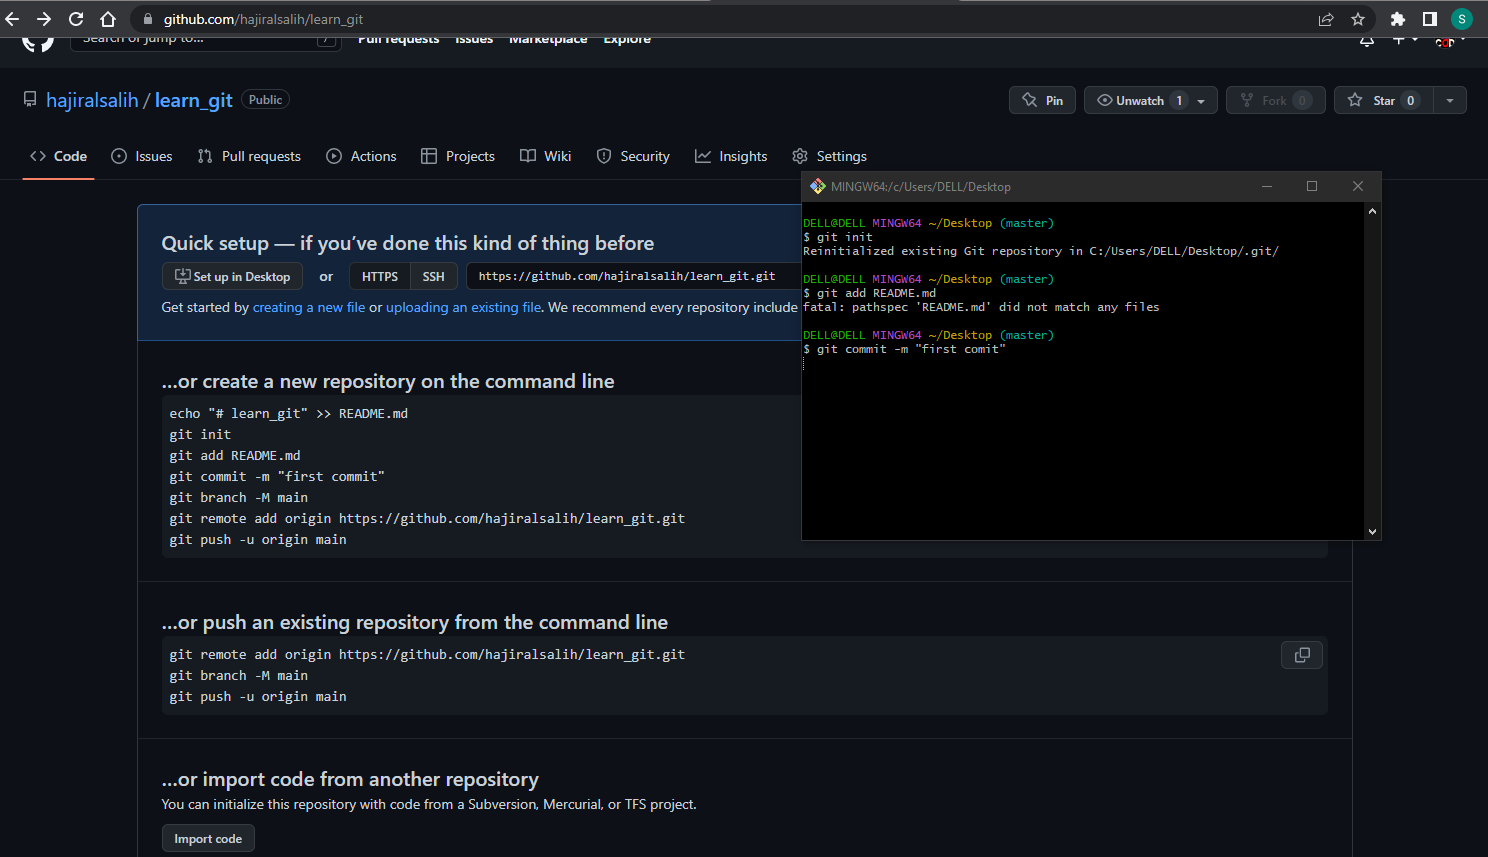 github.com/hajiralsalih/learn_git
S
Search or jump to...
/
Pull requests Issues Marketplace Explore
hajiralsalih / learn_git Public
Pin
Unwatch 1
Fork 0
Star 0
Code
Issues
Pull requests
Actions
Projects
Wiki
Security
Insights
Settings
Quick setup — if you’ve done this kind of thing before
Set up in Desktop or HTTPS SSH https://github.com/hajiralsalih/learn_git.git
Get started by creating a new file or uploading an existing file. We recommend every repository include
…or create a new repository on the command line
echo "# learn_git" >> README.md
git init
git add README.md
git commit -m "first commit"
git branch -M main
git remote add origin https://github.com/hajiralsalih/learn_git.git
git push -u origin main
MINGW64:/c/Users/DELL/Desktop
DELL@DELL MINGW64 ~/Desktop (master)
$ git init
Reinitialized existing Git repository in C:/Users/DELL/Desktop/.git/
DELL@DELL MINGW64 ~/Desktop (master)
$ git add README.md
fatal: pathspec 'README.md' did not match any files
DELL@DELL MINGW64 ~/Desktop (master)
$ git commit -m "first comit"
…or push an existing repository from the command line
git remote add origin https://github.com/hajiralsalih/learn_git.git
git branch -M main
git push -u origin main
…or import code from another repository
You can initialize this repository with code from a Subversion, Mercurial, or TFS project.
Import code